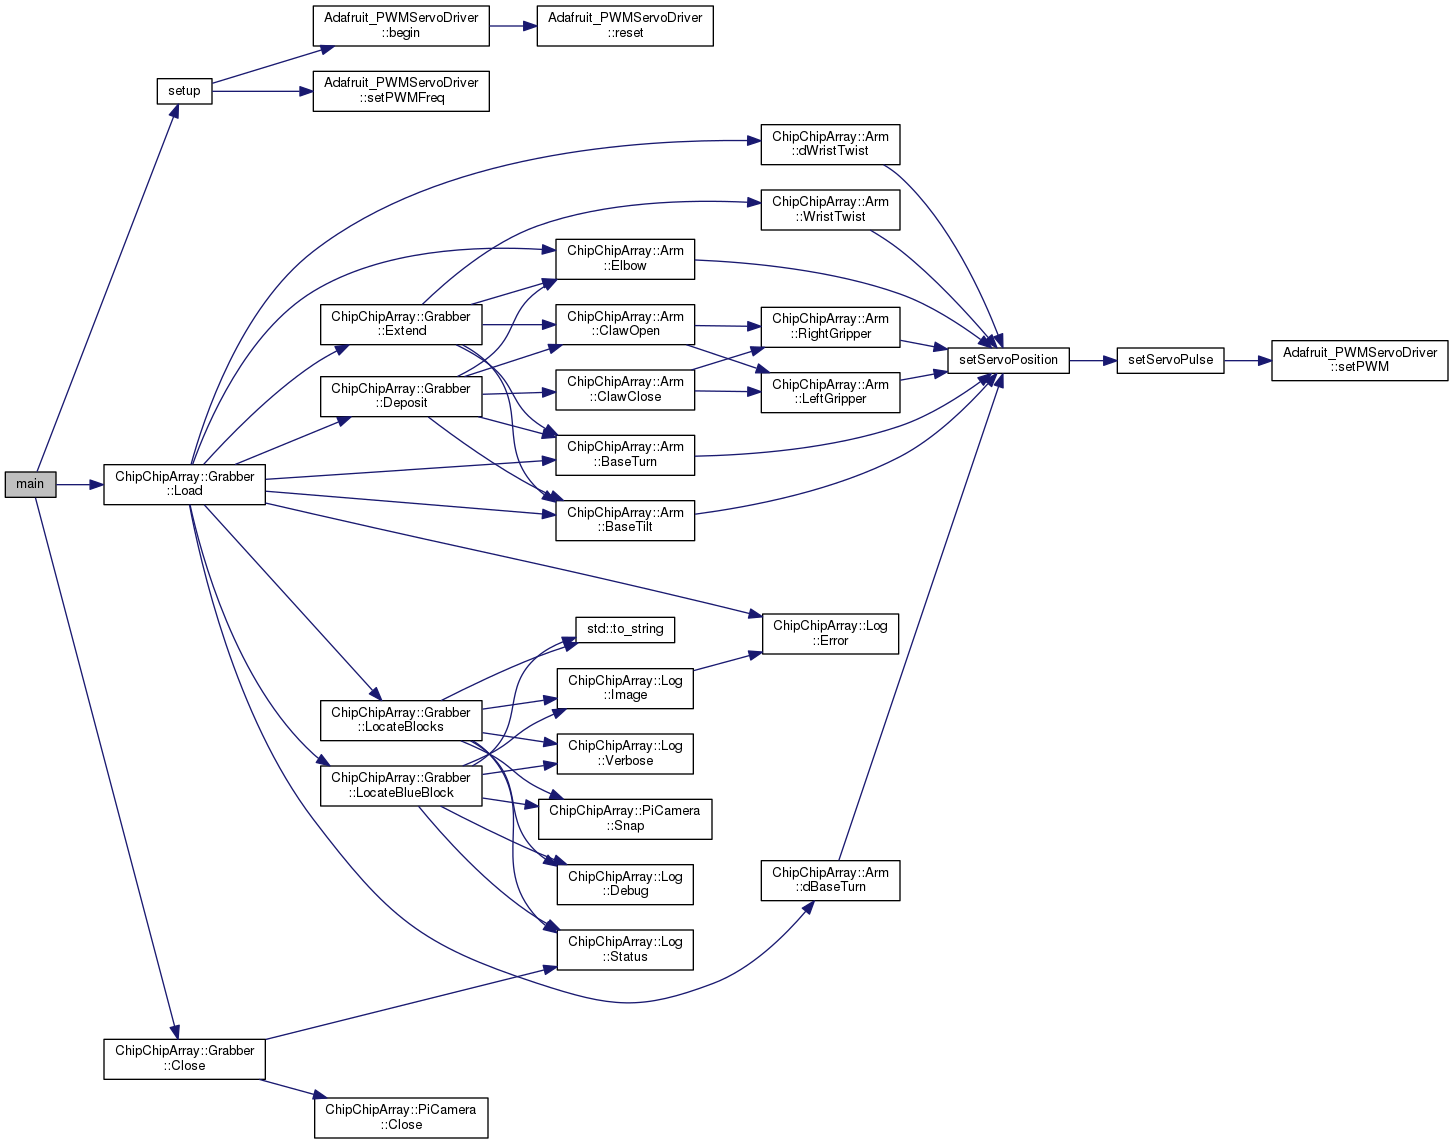 Adafruit_PWMServoDriver
::begin
Adafruit_PWMServoDriver
::reset
setup
Adafruit_PWMServoDriver
::setPWMFreq
ChipChipArray::Arm
::dWristTwist
ChipChipArray::Arm
::WristTwist
ChipChipArray::Arm
::Elbow
ChipChipArray::Grabber
::Extend
ChipChipArray::Arm
::ClawOpen
ChipChipArray::Arm
::RightGripper
setServoPosition
setServoPulse
Adafruit_PWMServoDriver
::setPWM
ChipChipArray::Grabber
::Deposit
ChipChipArray::Arm
::ClawClose
ChipChipArray::Arm
::LeftGripper
ChipChipArray::Arm
::BaseTurn
main
ChipChipArray::Grabber
::Load
ChipChipArray::Arm
::BaseTilt
std::to_string
ChipChipArray::Log
::Error
ChipChipArray::Log
::Image
ChipChipArray::Grabber
::LocateBlocks
ChipChipArray::Log
::Verbose
ChipChipArray::Grabber
::LocateBlueBlock
ChipChipArray::PiCamera
::Snap
ChipChipArray::Log
::Debug
ChipChipArray::Arm
::dBaseTurn
ChipChipArray::Log
::Status
ChipChipArray::Grabber
::Close
ChipChipArray::PiCamera
::Close